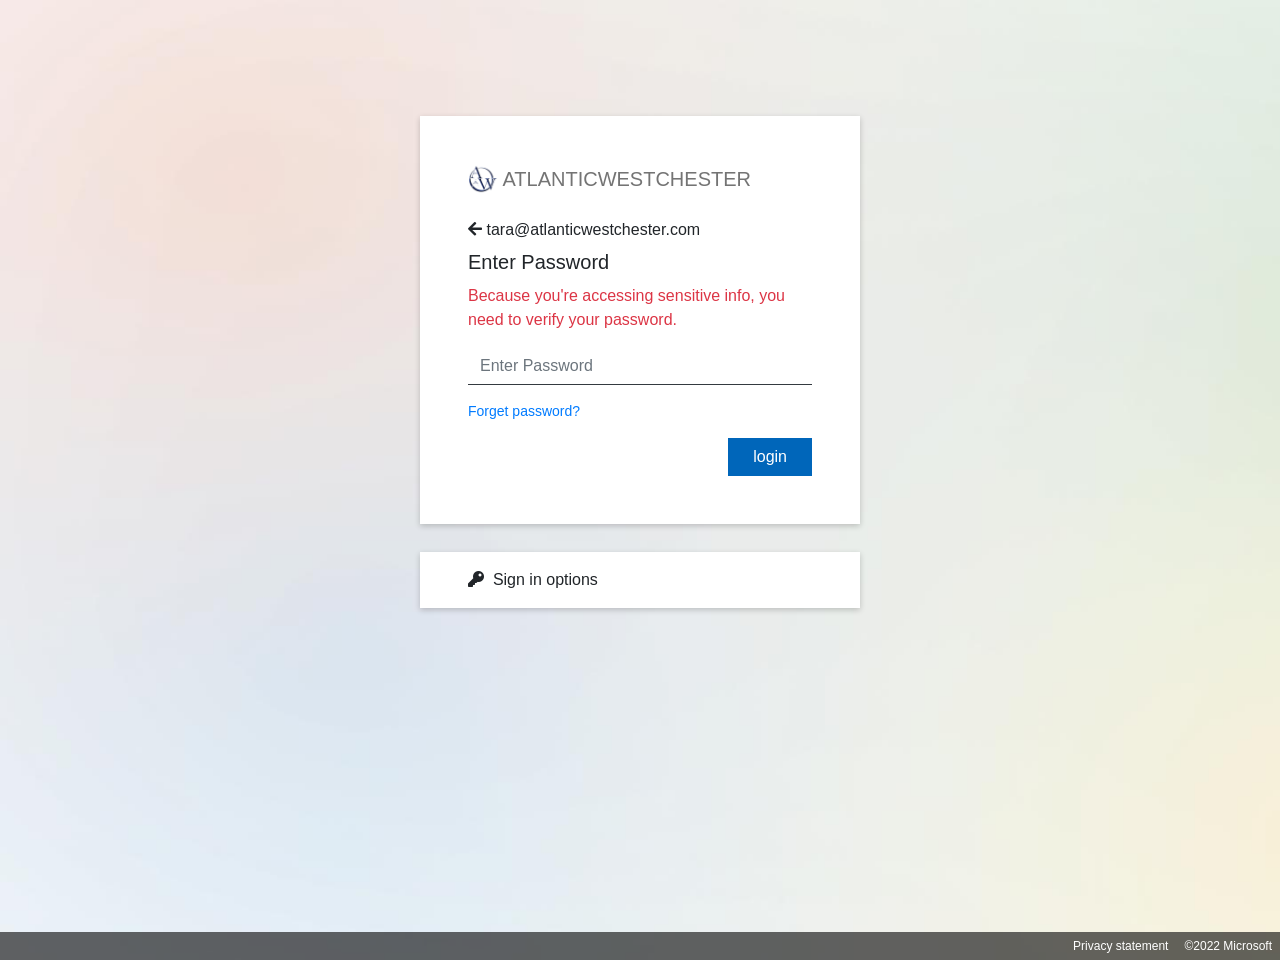 ATLANTICWESTCHESTER
tara@atlanticwestchester.com
Enter Password
Because you're accessing sensitive info, you
need to verify your password.
Enter Password
Forget password?
login
Sign in options
Privacy statement ©2022 Microsoft